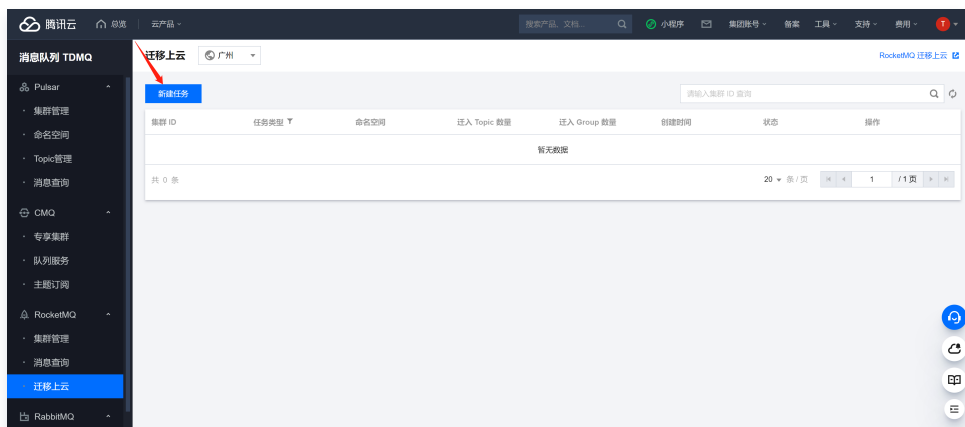 腾讯云 总览 云产品 搜索产品、文档... 小程序 集团账号 备案 工具 支持 费用 T
消息队列 TDMQ
迁移上云 广州 RocketMQ 迁移上云
Pulsar
集群管理
命名空间
Topic管理
消息查询
CMQ
专享集群
队列服务
主题订阅
RocketMQ
集群管理
消息查询
迁移上云
RabbitMQ
新建任务 请输入集群 ID 查询
集群 ID 任务类型 命名空间 迁入 Topic 数量 迁入 Group 数量 创建时间 状态 操作
暂无数据
共 0 条 20 条 / 页 1 / 1 页